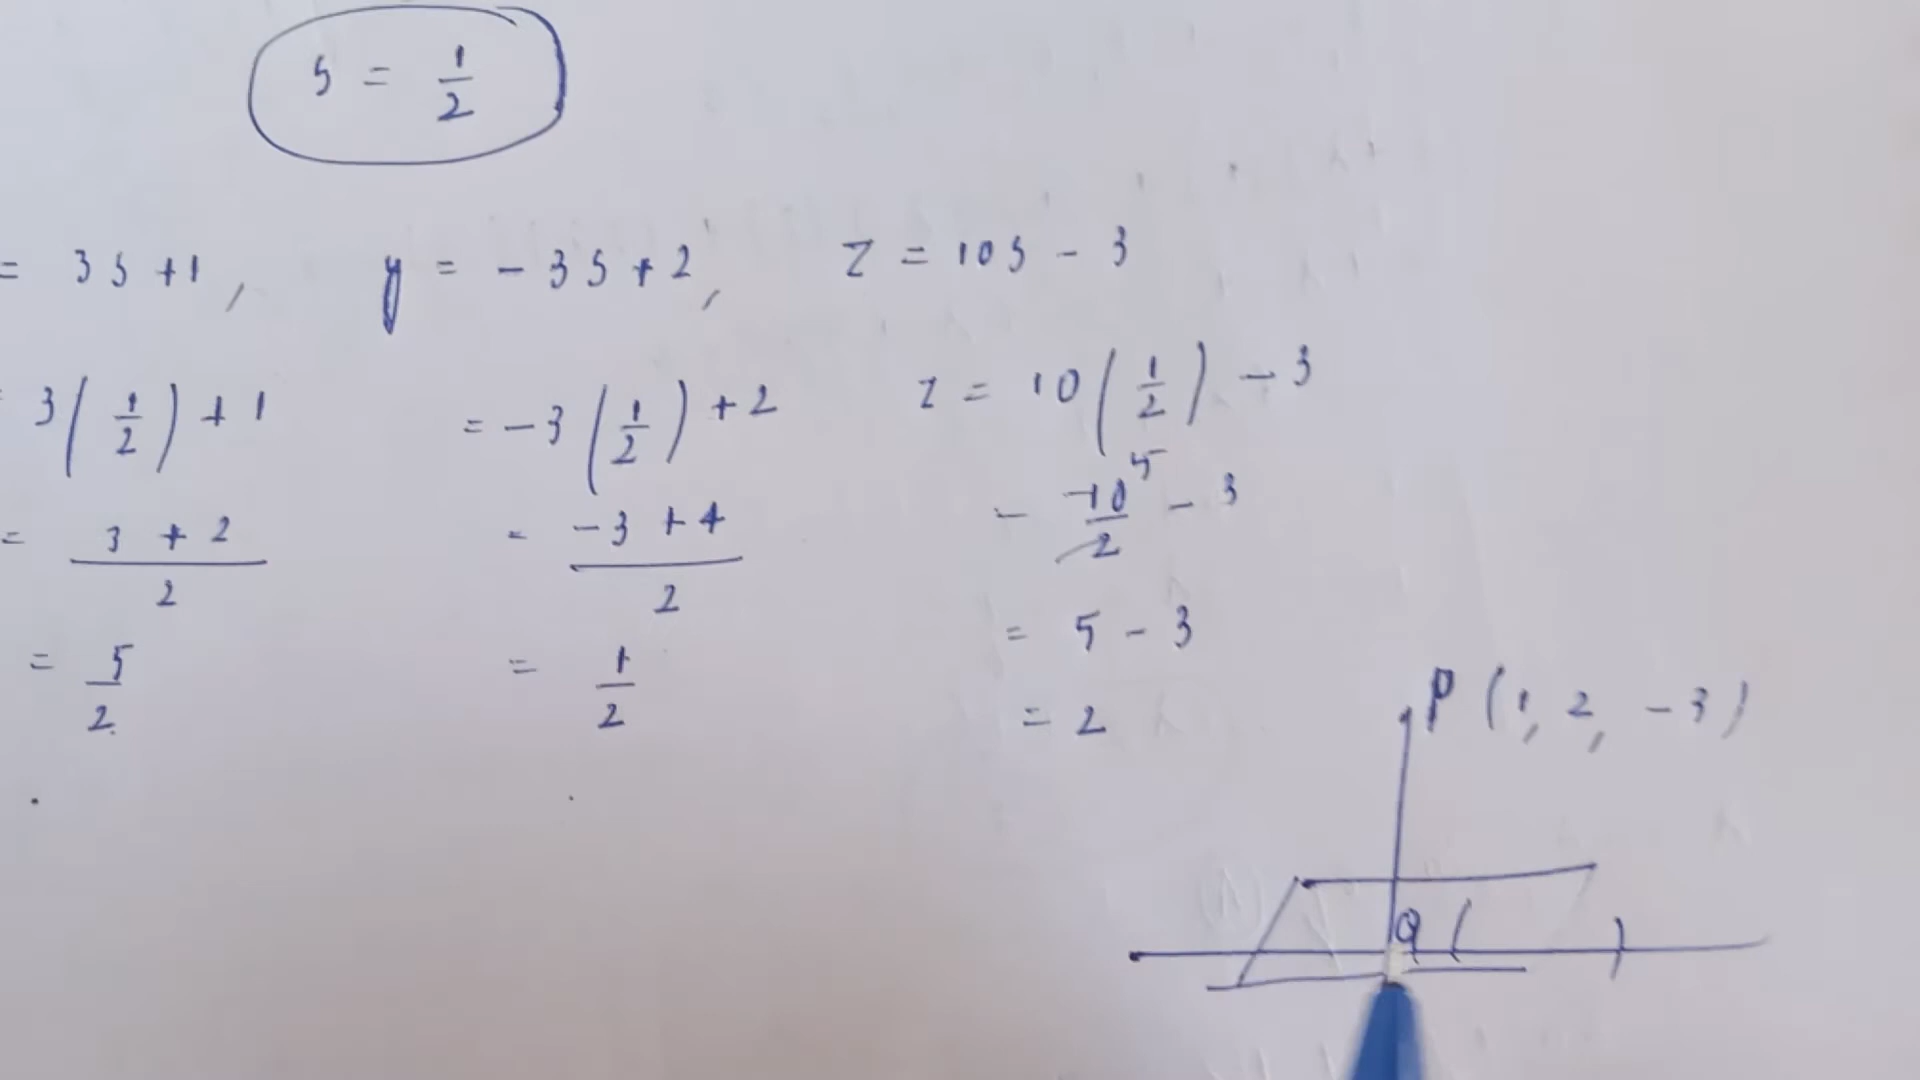 s = 1/2
= 3s + 1, y = -3s + 2, z = 10s - 3
3(1/2) + 1 = -3(1/2) + 2 z = 10(1/2) - 3
= 3 + 2/2 = -3 + 4/2 - 10/2 5 - 3
= 5/2 = 1/2 = 5 - 3
= 2
P(1, 2, -3)
Q( )